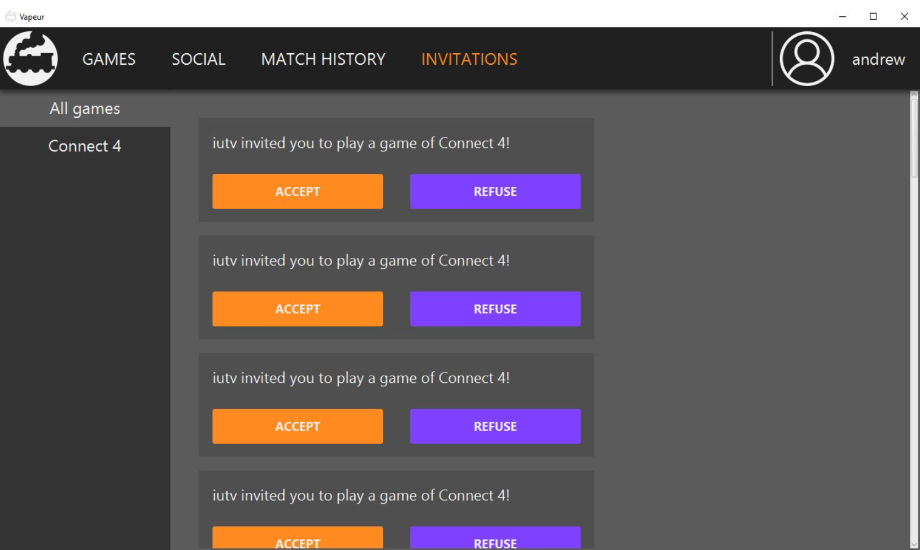 Vapeur
GAMES SOCIAL MATCH HISTORY INVITATIONS andrew
All games
Connect 4
iutv invited you to play a game of Connect 4!
ACCEPT REFUSE
iutv invited you to play a game of Connect 4!
ACCEPT REFUSE
iutv invited you to play a game of Connect 4!
ACCEPT REFUSE
iutv invited you to play a game of Connect 4!
ACCEPT REFUSE